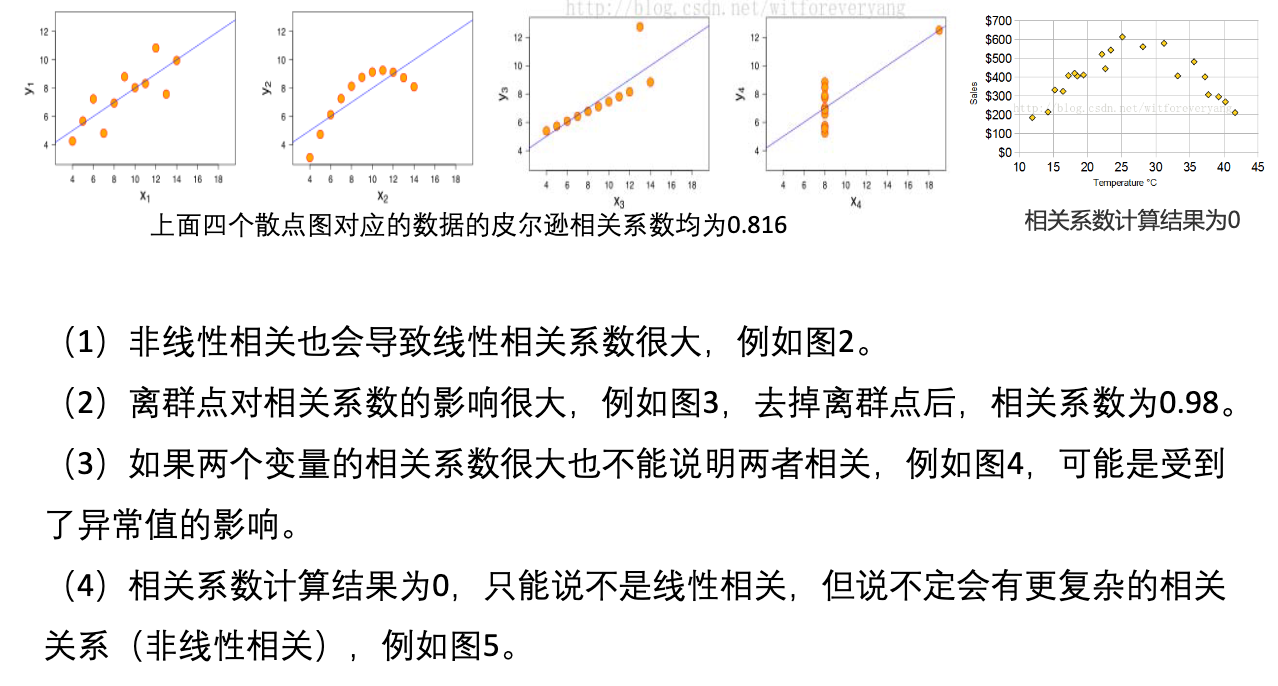 http://blog.csdn.net/witforeveryang
12
10
8
6
4
y1
4 6 8 10 12 14 16 18
x1
12
10
8
6
4
y2
4 6 8 10 12 14 16 18
x2
12
10
8
6
4
y3
4 6 8 10 12 14 16 18
x3
12
10
8
6
4
y4
4 6 8 10 12 14 16 18
x4
$700
$600
$500
$400
$300
$200
$100
$0
Sales
http://blog.csdn.net/witforeveryang
10 15 20 25 30 35 40 45
Temperature °C
上面四个散点图对应的数据的皮尔逊相关系数均为0.816
相关系数计算结果为0
（1）非线性相关也会导致线性相关系数很大，例如图2。
（2）离群点对相关系数的影响很大，例如图3，去掉离群点后，相关系数为0.98。
（3）如果两个变量的相关系数很大也不能说明两者相关，例如图4，可能是受到
了异常值的影响。
（4）相关系数计算结果为0，只能说不是线性相关，但说不定会有更复杂的相关
关系（非线性相关），例如图5。